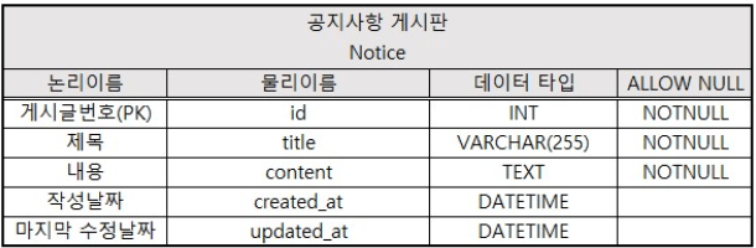 공지사항 게시판
Notice
논리이름 물리이름 데이터 타입 ALLOW NULL
게시글번호(PK) id INT NOTNULL
제목 title VARCHAR(255) NOTNULL
내용 content TEXT NOTNULL
작성날짜 created_at DATETIME
마지막 수정날짜 updated_at DATETIME